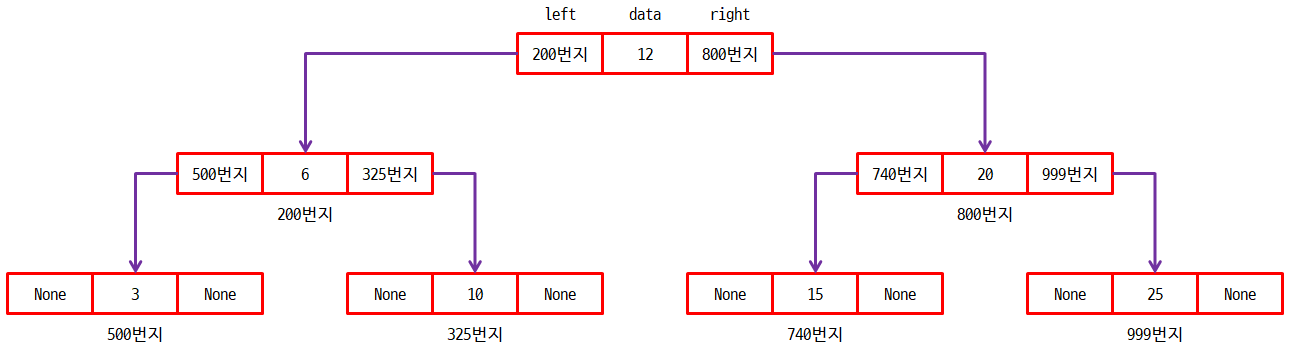 left data right
200번지 12 800번지
500번지 6 325번지 740번지 20 999번지
200번지 800번지
None 3 None None 10 None None 15 None None 25 None
500번지 325번지 740번지 999번지